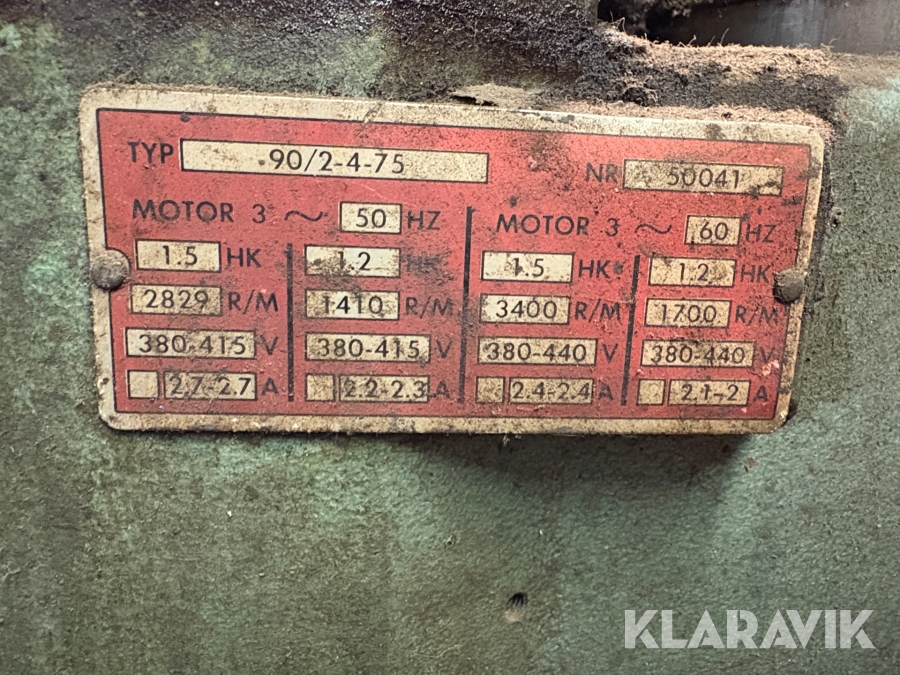 TYP 90/2-4-75 NR 50041
MOTOR 3 ~ 50 HZ MOTOR 3 ~ 60 HZ
1.5 HK 1.2 HK 1.5 HK 1.2 HK
2829 R/M 1410 R/M 3400 R/M 1700 R/M
380-415 V 380-415 V 380-440 V 380-440 V
2.7-2.7 A 2.2-2.3 A 2.4-2.4 A 2.1-2 A
KLARAVIK